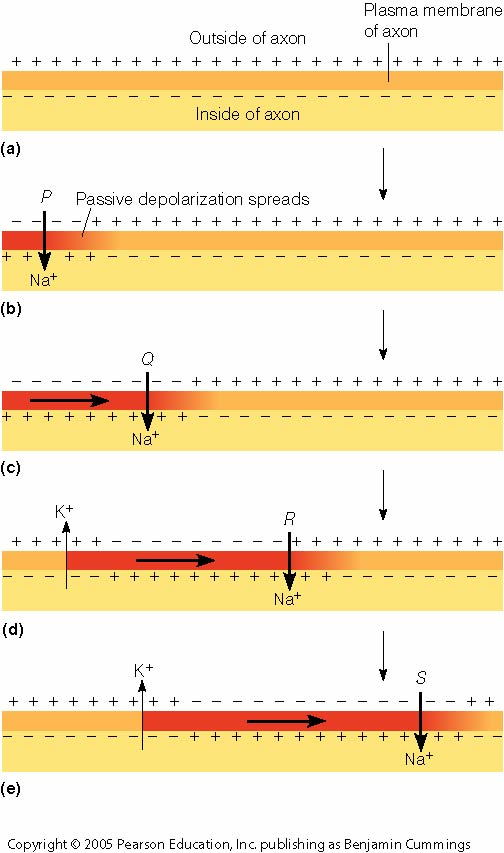 Plasma membrane
of axon
Outside of axon
+ + + + + + + + + + + + + + + + + + + + + + + + + + +
– – – – – – – – – – – – – – – – – – – – – – – – – – –
Inside of axon
(a)
P
Passive depolarization spreads
Na+
(b)
Q
Na+
(c)
K+
R
Na+
(d)
K+
S
Na+
(e)
Copyright © 2005 Pearson Education, Inc. publishing as Benjamin Cummings